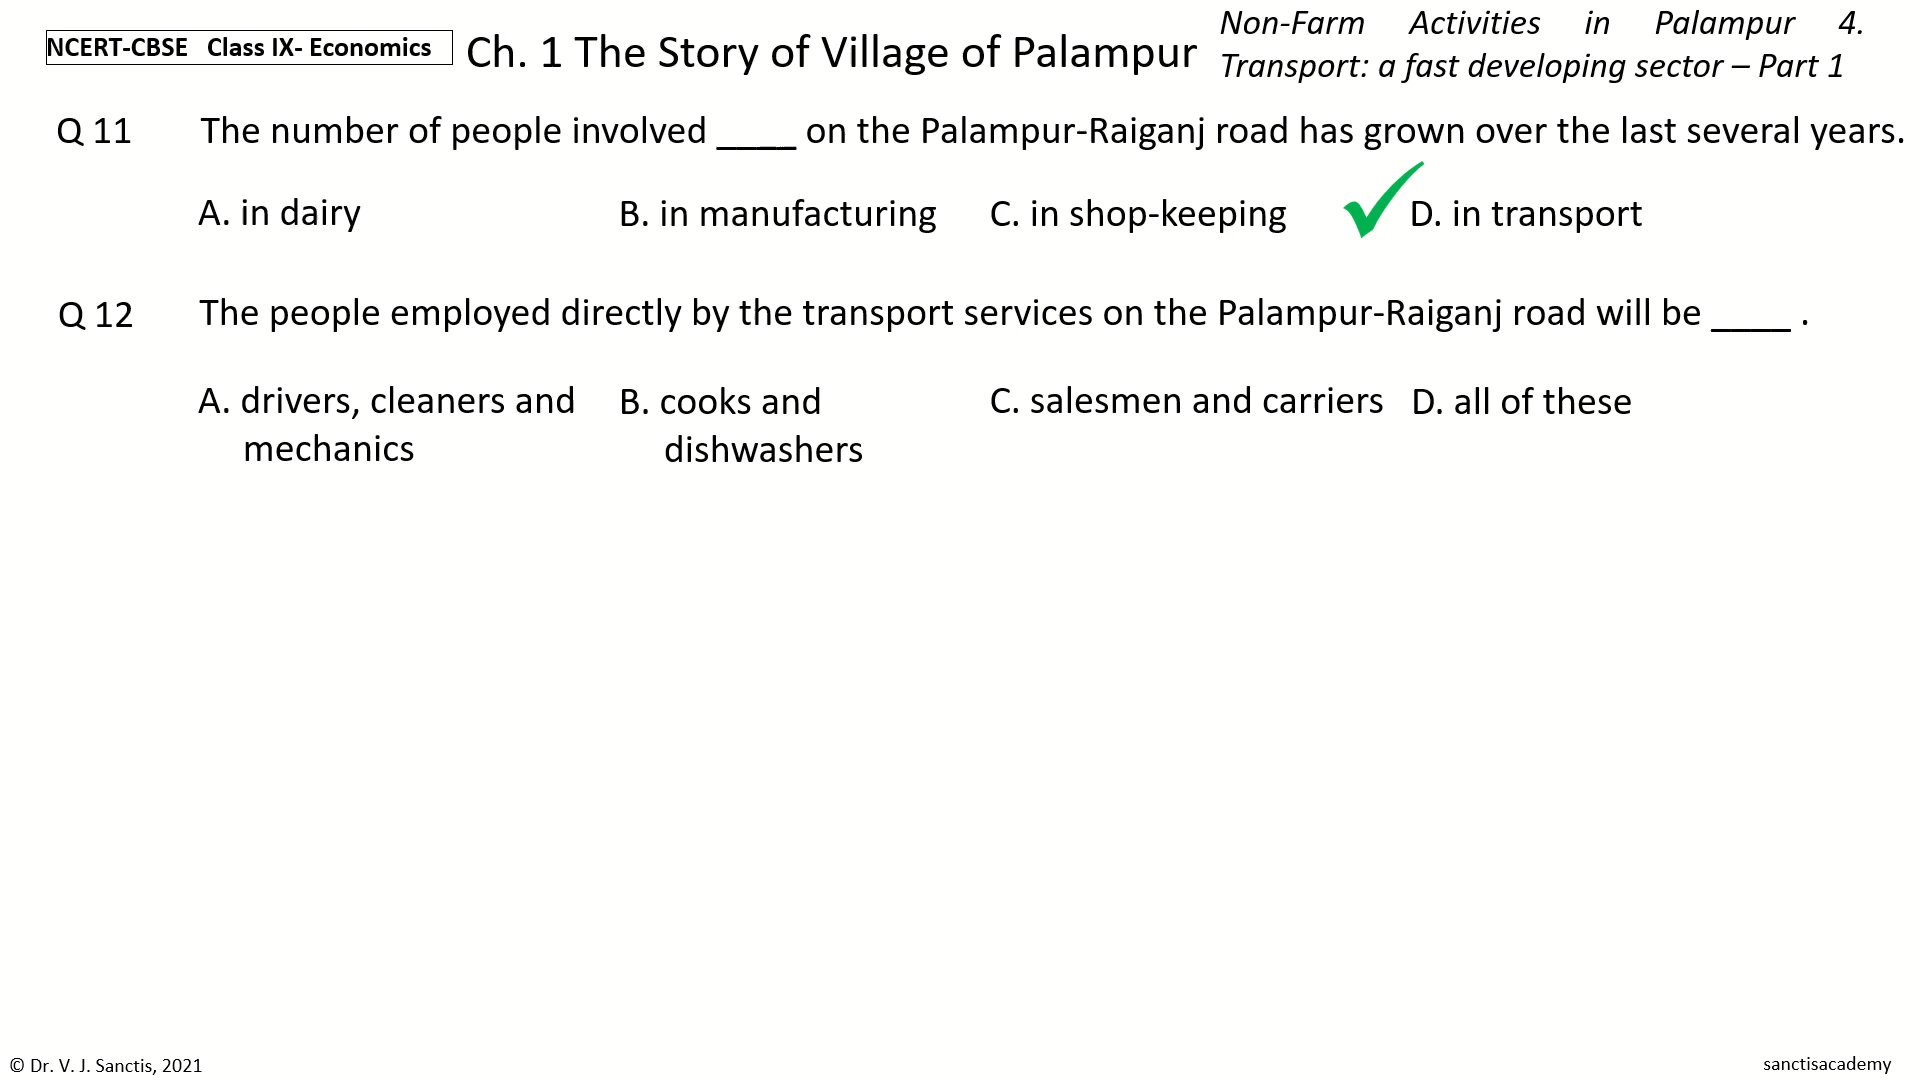 NCERT-CBSE Class IX- Economics
Ch. 1 The Story of Village of Palampur
Non-Farm Activities in Palampur 4.
Transport: a fast developing sector – Part 1
Q 11 The number of people involved ____ on the Palampur-Raiganj road has grown over the last several years.
A. in dairy B. in manufacturing C. in shop-keeping D. in transport
Q 12 The people employed directly by the transport services on the Palampur-Raiganj road will be ____ .
A. drivers, cleaners and mechanics B. cooks and dishwashers C. salesmen and carriers D. all of these
© Dr. V. J. Sanctis, 2021
sanctisacademy